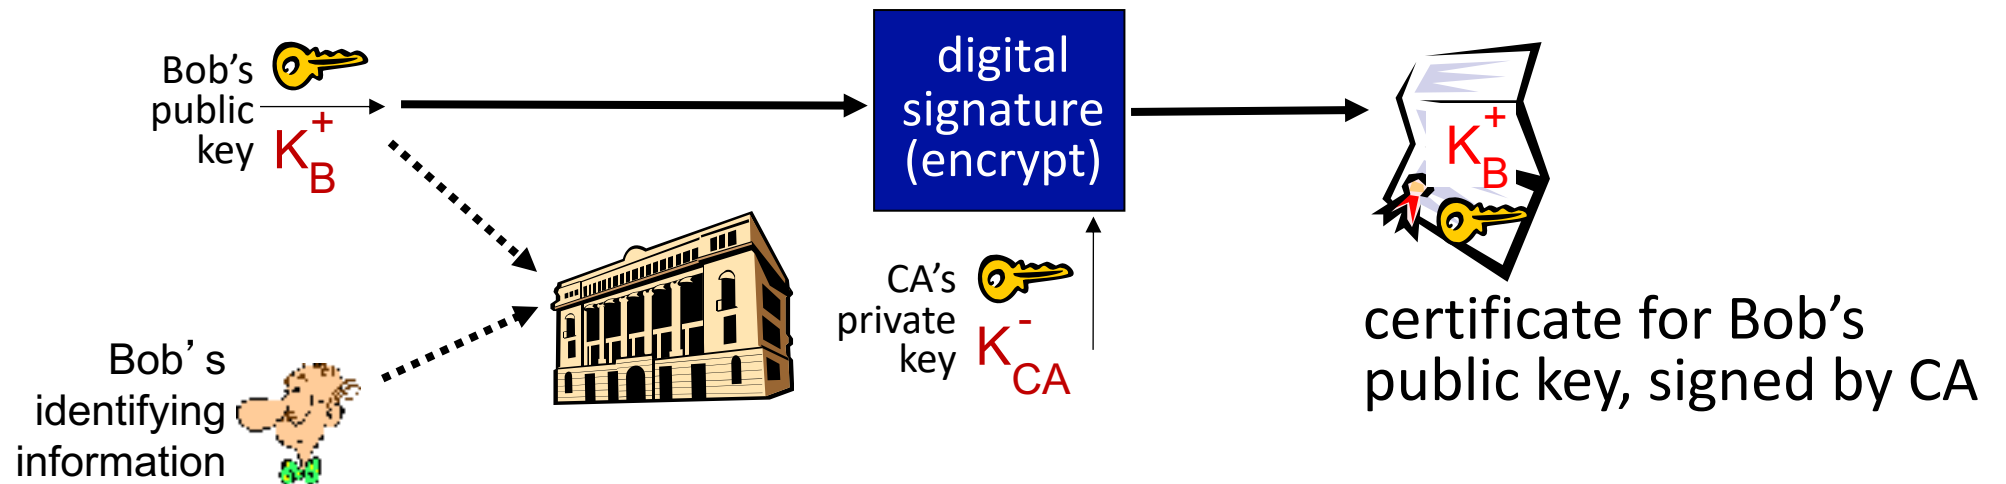 Bob’s
public
key
K
+
B
digital
signature
(encrypt)
K
+
B
CA’s
private
key
K
-
CA
Bob’s
identifying
information
certificate for Bob’s
public key, signed by CA